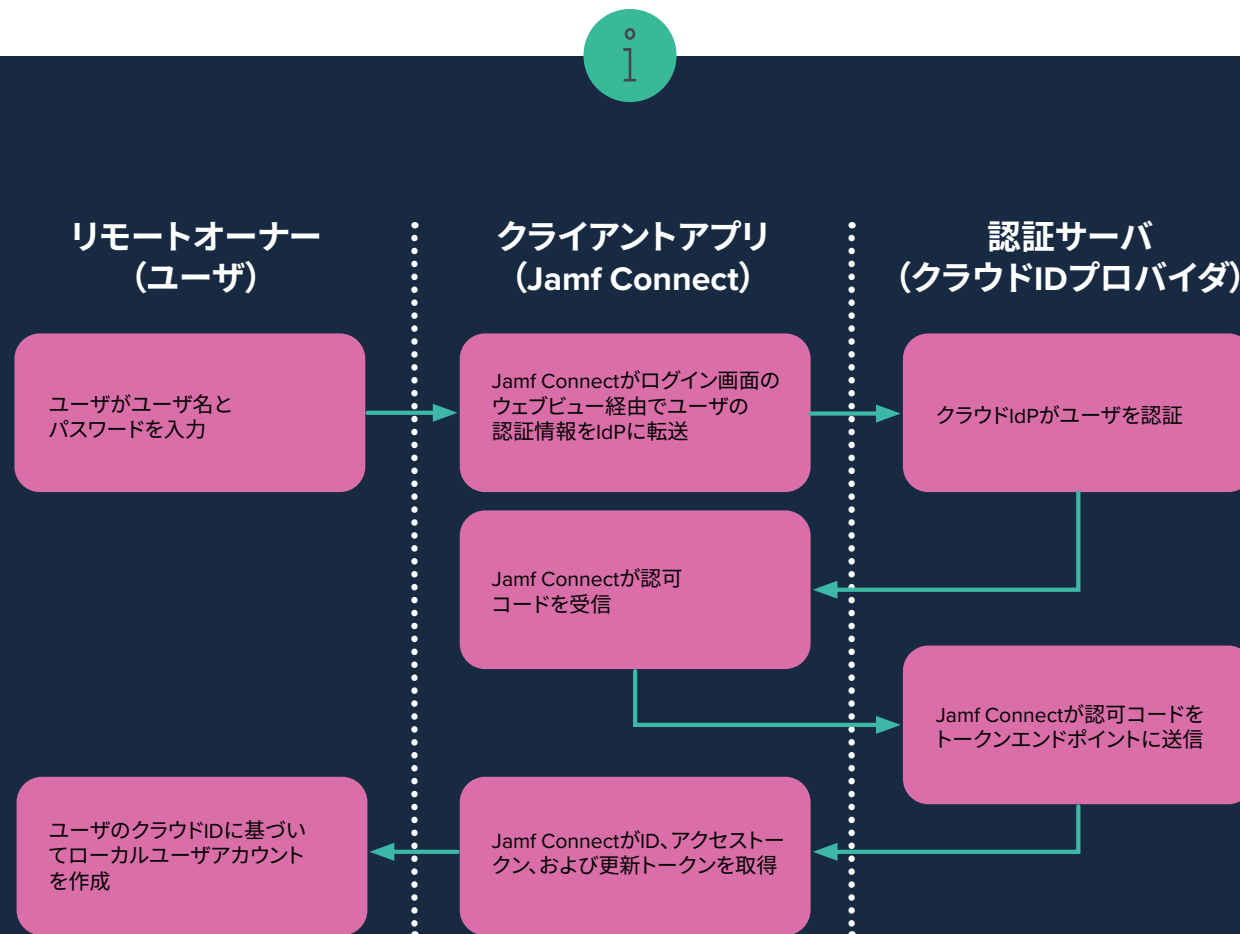 i
リモートオーナー
（ユーザ）
クライアントアプリ
（Jamf Connect）
認証サーバ
（クラウドIDプロバイダ）
ユーザがユーザ名と
パスワードを入力
Jamf Connectがログイン画面の
ウェブビュー経由でユーザの
認証情報をIdPに転送
クラウドIdPがユーザを認証
Jamf Connectが認可
コードを受信
Jamf Connectが認可コードを
トークンエンドポイントに送信
ユーザのクラウドIDに基づい
てローカルユーザアカウント
を作成
Jamf ConnectがID、アクセストー
クン、および更新トークンを取得